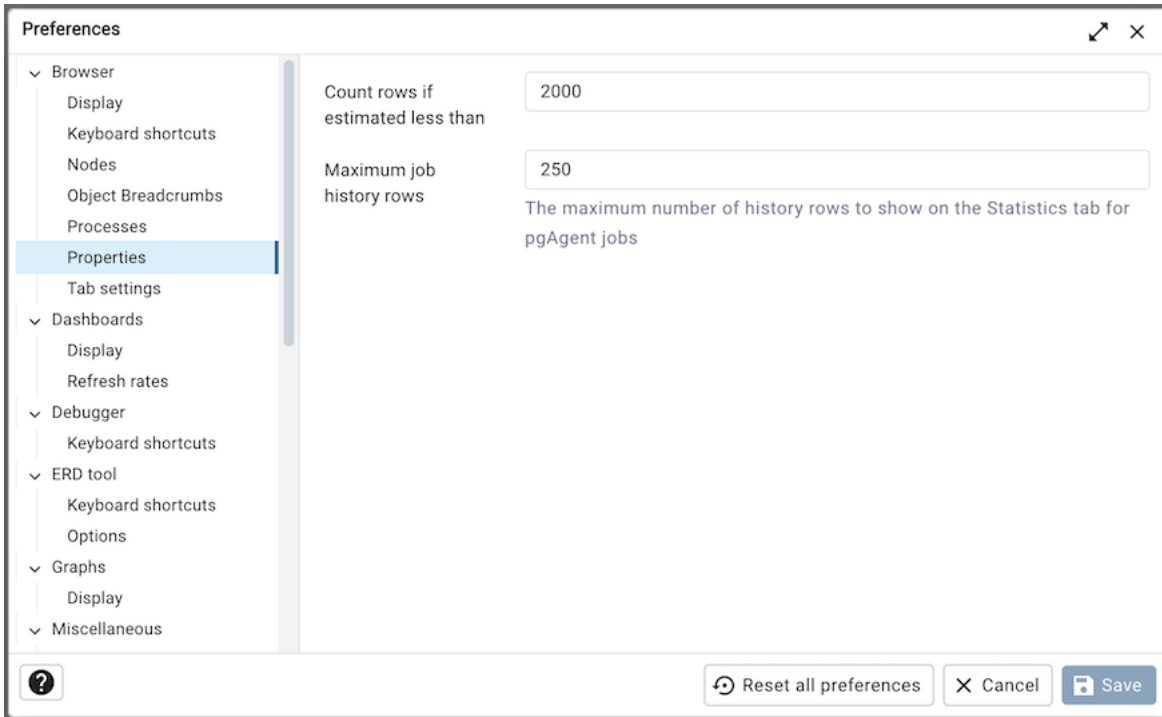 Preferences
Browser
Display
Keyboard shortcuts
Nodes
Object Breadcrumbs
Processes
Properties
Tab settings
Dashboards
Display
Refresh rates
Debugger
Keyboard shortcuts
ERD tool
Keyboard shortcuts
Options
Graphs
Display
Miscellaneous
Count rows if
estimated less than
2000
Maximum job
history rows
250
The maximum number of history rows to show on the Statistics tab for
pgAgent jobs
?
Reset all preferences
Cancel
Save